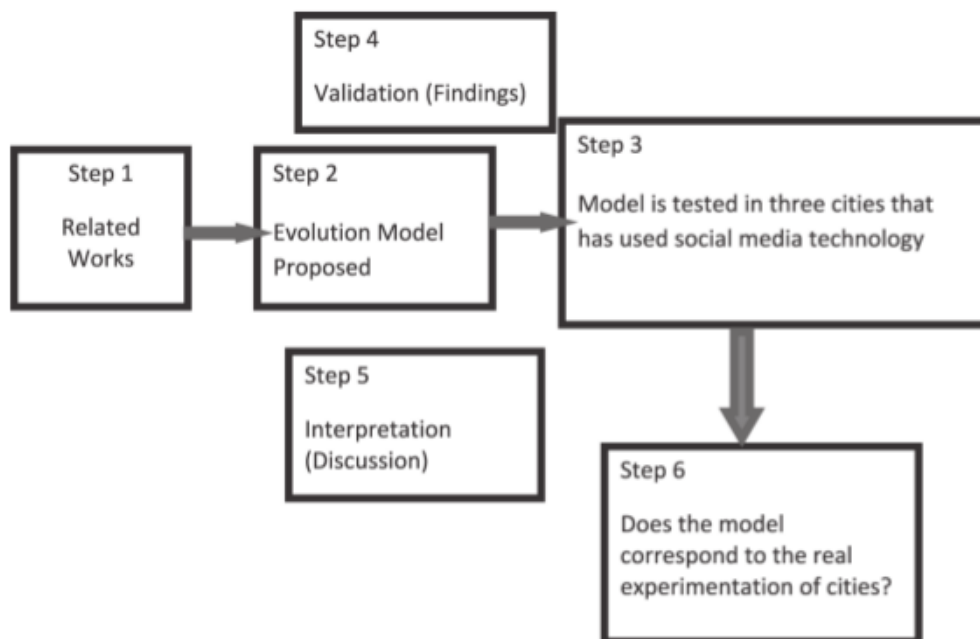 Step 4
Validation (Findings)
Step 1
Related
Works
Step 2
Evolution Model
Proposed
Step 3
Model is tested in three cities that
has used social media technology
Step 5
Interpretation
(Discussion)
Step 6
Does the model
correspond to the real
experimentation of cities?